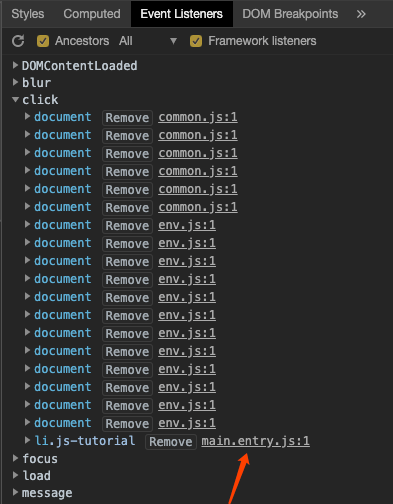 Styles Computed Event Listeners DOM Breakpoints »
Ancestors All ▼ Framework listeners
▶ DOMContentLoaded
▶ blur
▼ click
▶ document Remove common.js:1
▶ document Remove common.js:1
▶ document Remove common.js:1
▶ document Remove common.js:1
▶ document Remove common.js:1
▶ document Remove common.js:1
▶ document Remove env.js:1
▶ document Remove env.js:1
▶ document Remove env.js:1
▶ document Remove env.js:1
▶ document Remove env.js:1
▶ document Remove env.js:1
▶ document Remove env.js:1
▶ document Remove env.js:1
▶ document Remove env.js:1
▶ document Remove env.js:1
▶ document Remove env.js:1
▶ document Remove env.js:1
▶ li.js-tutorial Remove main.entry.js:1
▶ focus
▶ load
▶ message